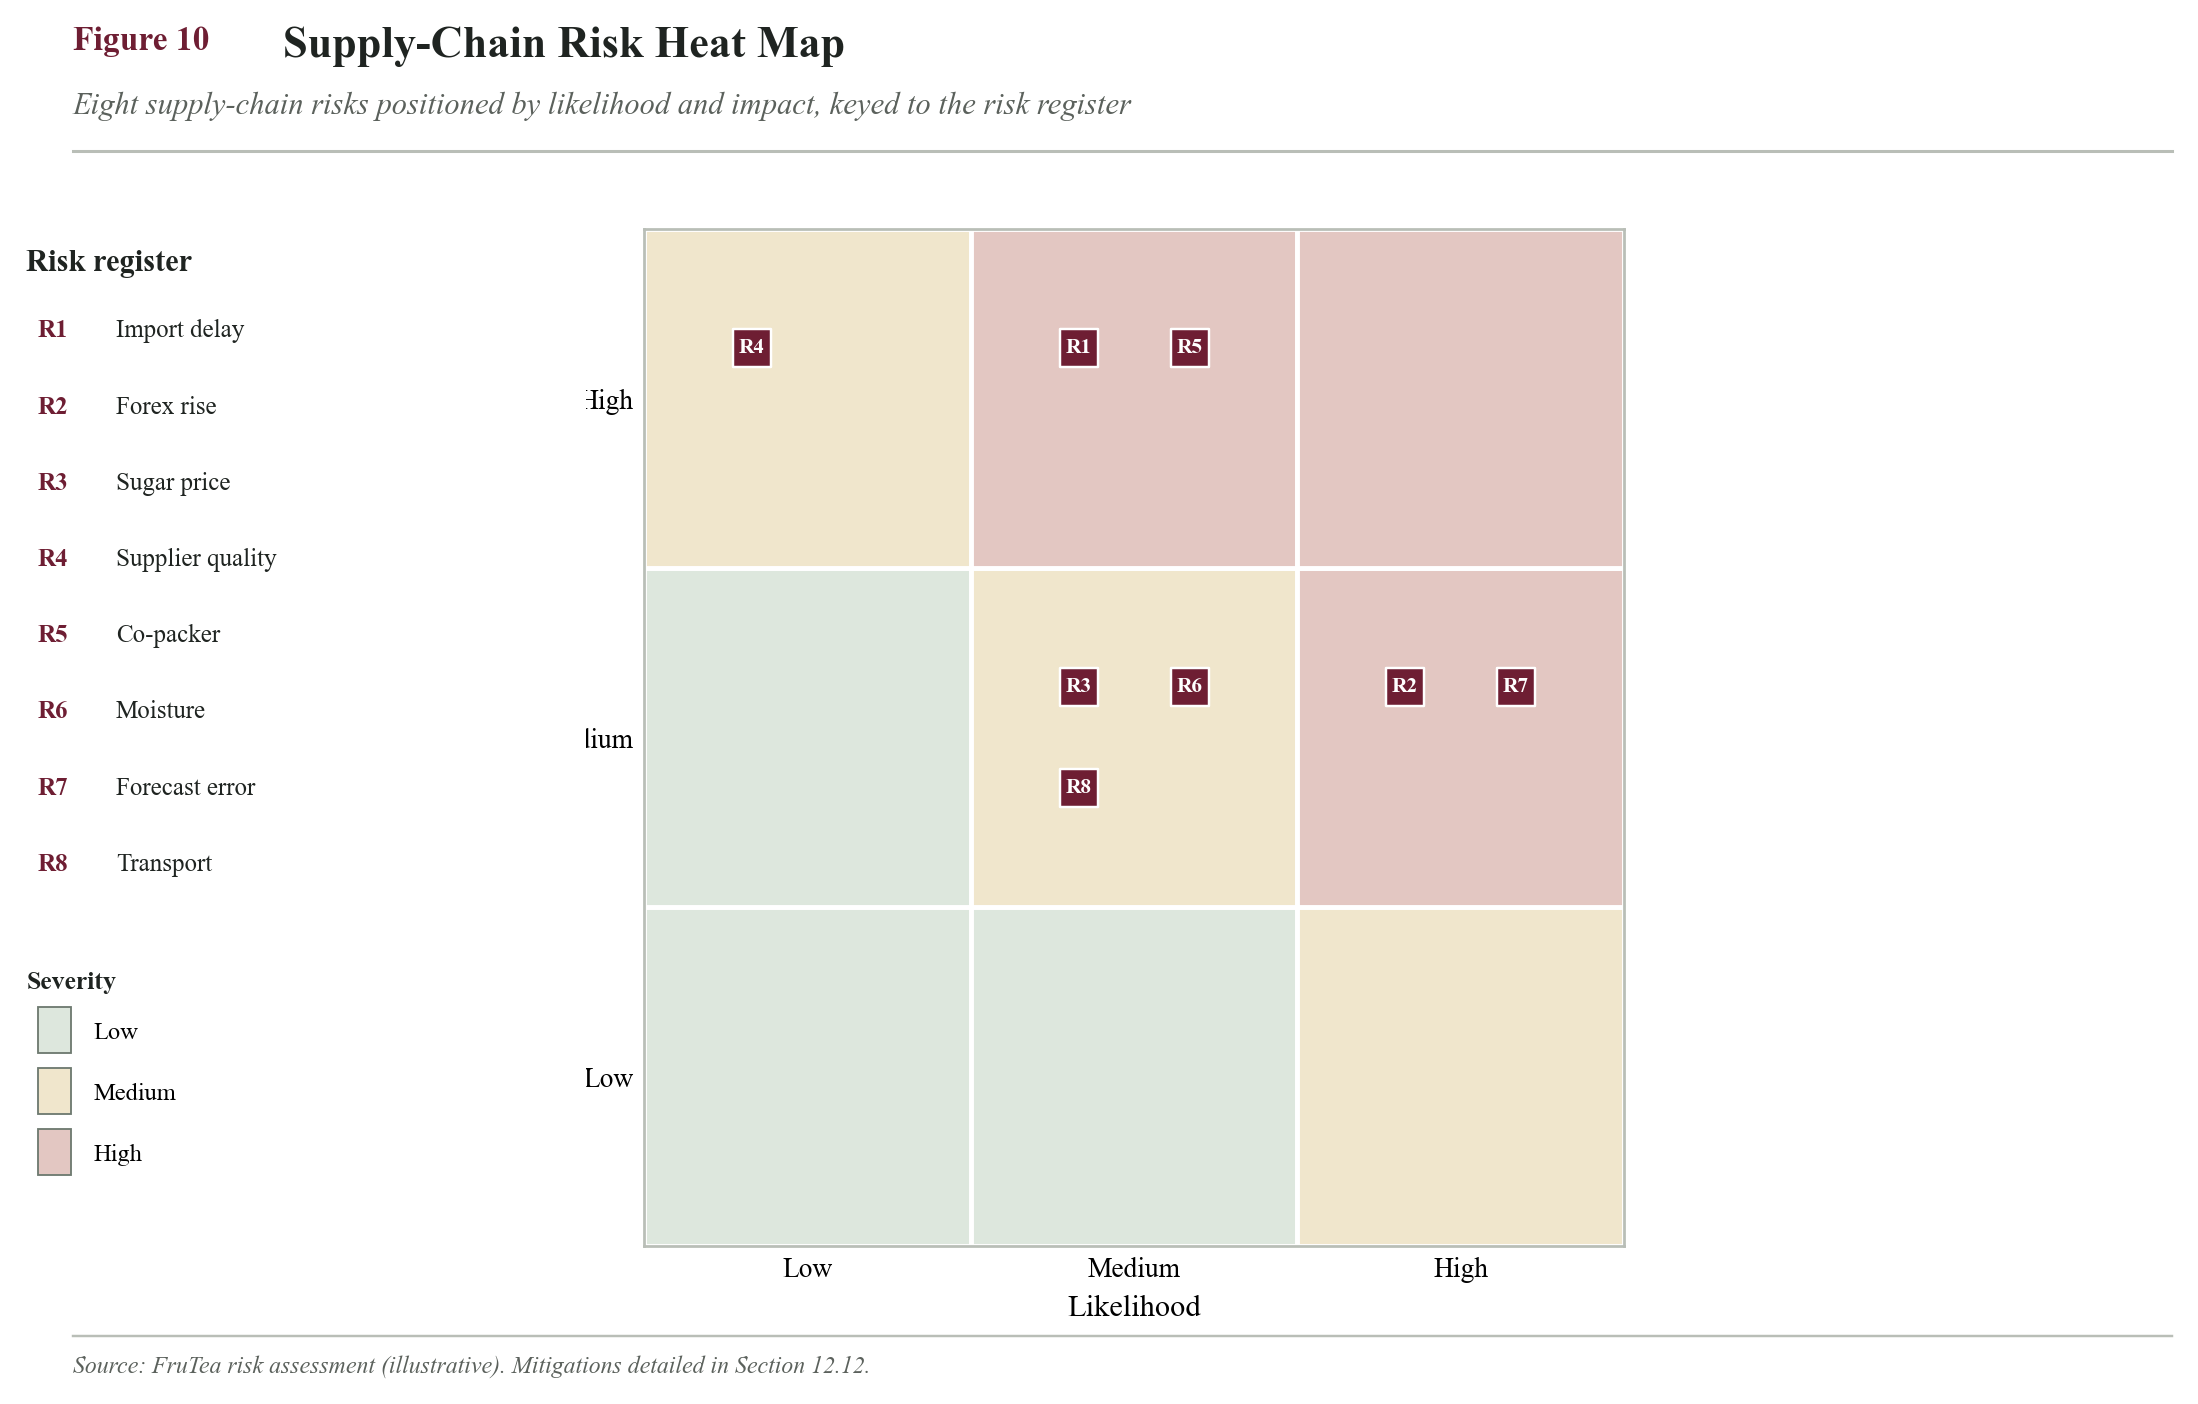 Figure 10 Supply-Chain Risk Heat Map
Eight supply-chain risks positioned by likelihood and impact, keyed to the risk register
Risk register
R1 Import delay
R2 Forex rise
R3 Sugar price
R4 Supplier quality
R5 Co-packer
R6 Moisture
R7 Forecast error
R8 Transport
Severity
Low
Medium
High
High
R4 R1 R5
lium
R3 R6 R2 R7
R8
Low
Low Medium High
Likelihood
Source: FruTea risk assessment (illustrative). Mitigations detailed in Section 12.12.